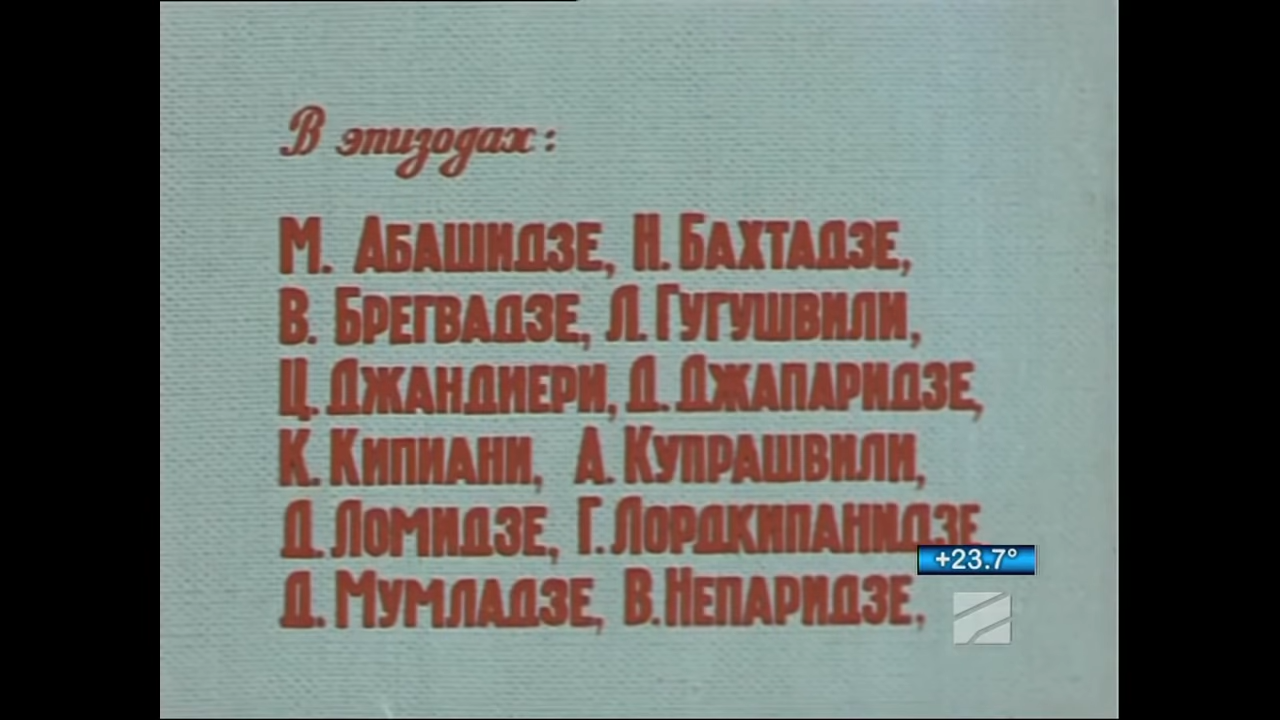 В эпизодах:
М. АБАШИДЗЕ, Н. БАХТАДЗЕ,
В. БРЕГВАДЗЕ, Л. ГУГУШВИЛИ,
Ц. ДЖАНДИЕРИ, Д. ДЖАПАРИДЗЕ,
К. КИПИАНИ, А. КУПРАШВИЛИ,
Д. ЛОМИДЗЕ, Г. ЛОРДКИПАНИДЗЕ
+23.7°
Д. МУМЛАДЗЕ, В. НЕПАРИДЗЕ,